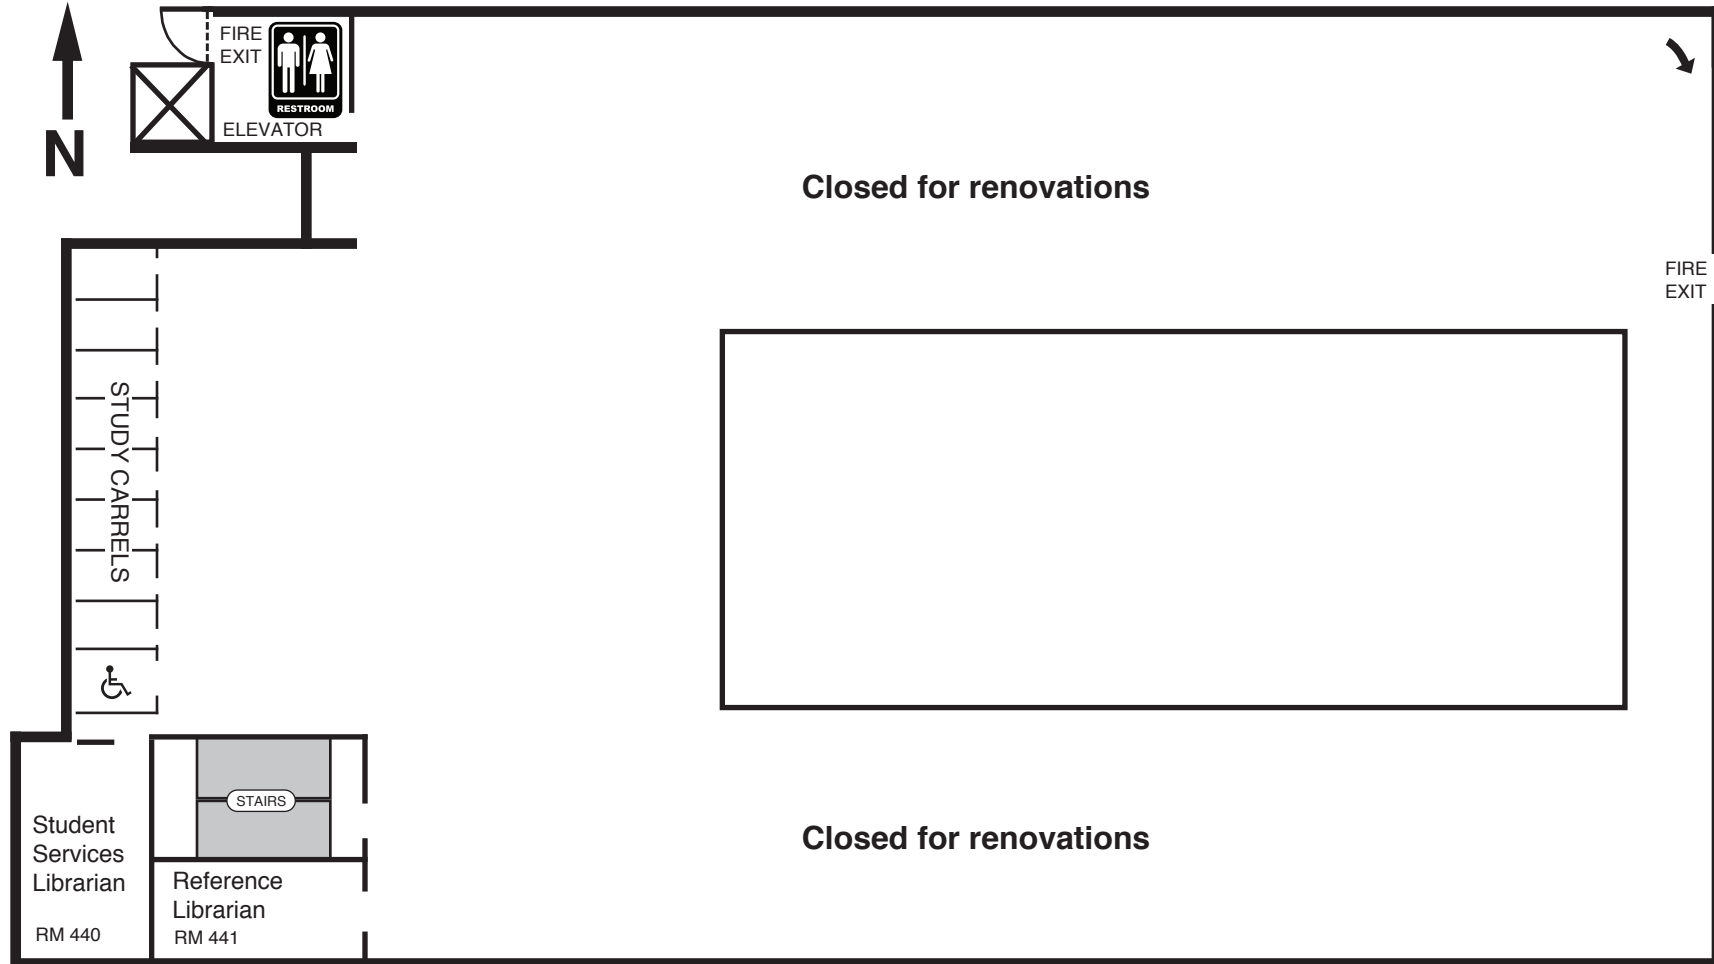 N
FIRE
EXIT
RESTROOM
ELEVATOR
Closed for renovations
FIRE
EXIT
STUDY CARRELS
STAIRS
Student
Services
Librarian
RM 440
Reference
Librarian
RM 441
Closed for renovations